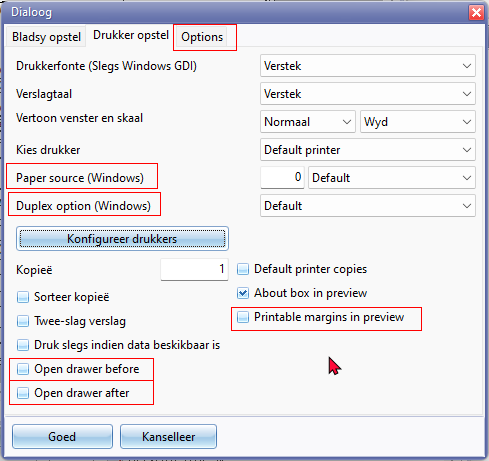 Dialoog
Bladsy opstel Drukker opstel Options
Drukkerfonte (Slegs Windows GDI) Verstek
Verslagtaal Verstek
Vertoon venster en skaal Normaal Wyd
Kies drukker Default printer
Paper source (Windows) 0 Default
Duplex option (Windows) Default
Konfigureer drukkers
Kopieë 1 Default printer copies
Sorteer kopieë About box in preview
Twee-slag verslag Printable margins in preview
Druk slegs indien data beskikbaar is
Open drawer before
Open drawer after
Goed Kanselleer